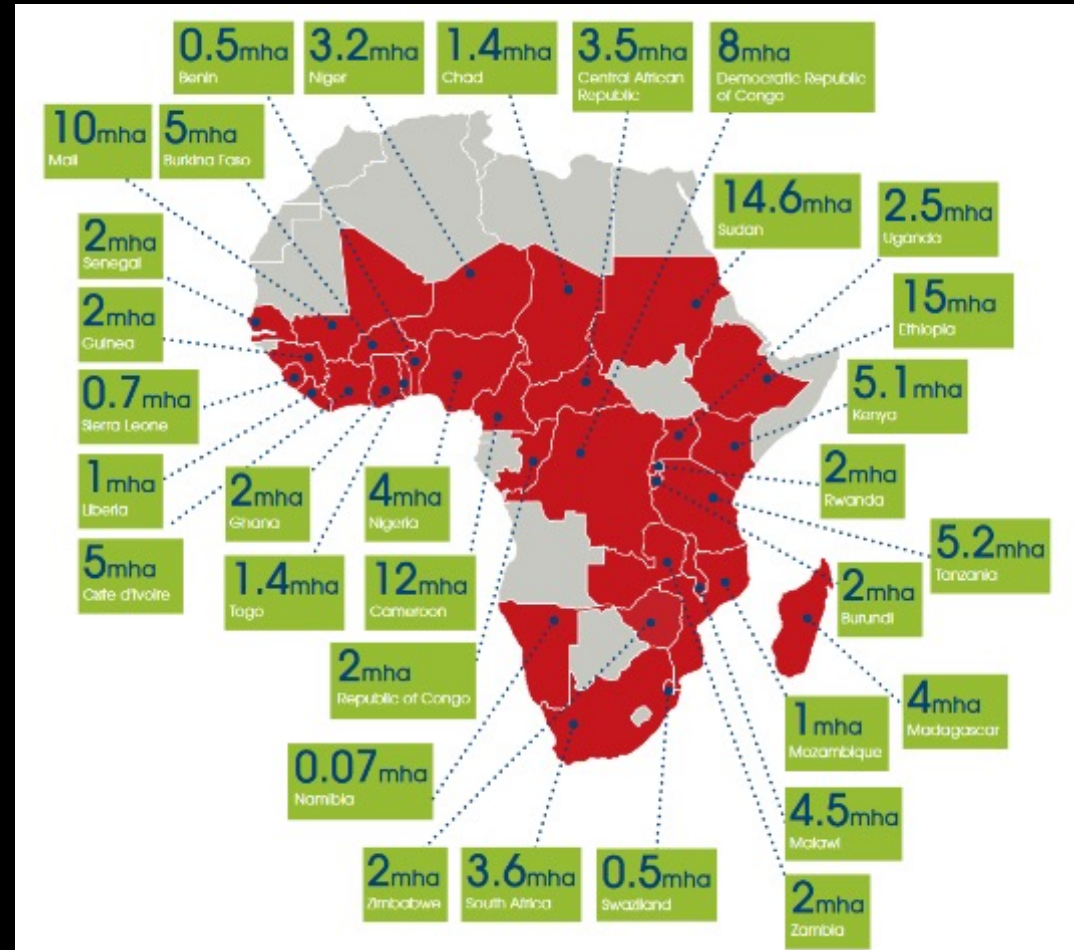 0.5mha
Benin
3.2mha
Niger
1.4mha
Chad
3.5mha
Central African
Republic
8mha
Democratic Republic
of Congo
10mha
Mali
5mha
Burkina Faso
14.6mha
Sudan
2.5mha
Uganda
2mha
Senegal
15mha
Ethiopia
2mha
Guinea
5.1mha
Kenya
0.7mha
Sierra Leone
2mha
Rwanda
1mha
Liberia
2mha
Ghana
4mha
Nigeria
5.2mha
Tanzania
5mha
d'Ivoire
1.4mha
Togo
12mha
Cameroon
2mha
Burundi
2mha
Republic of Congo
4mha
Madagascar
1mha
Mozambique
0.07mha
Namibia
4.5mha
Malawi
2mha
Zimbabwe
3.6mha
South Africa
0.5mha
Swaziland
2mha
Zambia